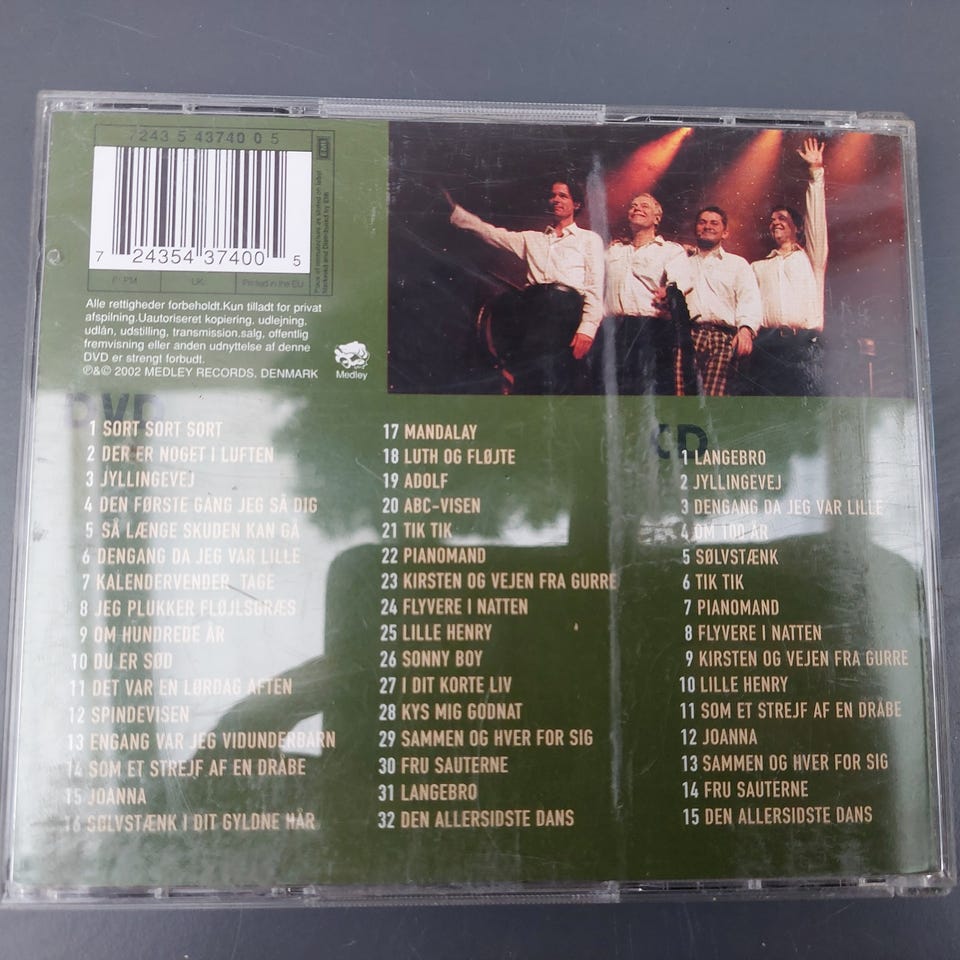 7243 5 43740 0 5
EMI
7 24354 37400 5
P: PM
UK:
Printed in the EU
Alle rettigheder forbeholdt.Kun tilladt for privat
afspilning.Uautoriseret kopiering, udlejning,
udlån, udstilling, transmission.salg, offentlig
fremvisning eller anden udnyttelse af denne
DVD er strengt forbudt.
℗&© 2002 MEDLEY RECORDS, DENMARK
Medley
DVD
1 SORT SORT SORT
2 DER ER NOGET I LUFTEN
3 JYLLINGEVEJ
4 DEN FØRSTE GANG JEG SÅ DIG
5 SÅ LÆNGE SKUDEN KAN GÅ
6 DENGANG DA JEG VAR LILLE
7 KALENDERVENDER TAGE
8 JEG PLUKKER FLØJLSGRÆS
9 OM HUNDREDE ÅR
10 DU ER SØD
11 DET VAR EN LØRDAG AFTEN
12 SPINDEVISEN
13 ENGANG VAR JEG VIDUNDERBARN
14 SOM ET STREJF AF EN DRÅBE
15 JOANNA
16 SØLVSTÆNK I DIT GYLDNE HÅR
17 MANDALAY
18 LUTH OG FLØJTE
19 ADOLF
20 ABC-VISEN
21 TIK TIK
22 PIANOMAND
23 KIRSTEN OG VEJEN FRA GURRE
24 FLYVERE I NATTEN
25 LILLE HENRY
26 SONNY BOY
27 I DIT KORTE LIV
28 KYS MIG GODNAT
29 SAMMEN OG HVER FOR SIG
30 FRU SAUTERNE
31 LANGEBRO
32 DEN ALLERSIDSTE DANS
CD
1 LANGEBRO
2 JYLLINGEVEJ
3 DENGANG DA JEG VAR LILLE
4 OM 100 ÅR
5 SØLVSTÆNK
6 TIK TIK
7 PIANOMAND
8 FLYVERE I NATTEN
9 KIRSTEN OG VEJEN FRA GURRE
10 LILLE HENRY
11 SOM ET STREJF AF EN DRÅBE
12 JOANNA
13 SAMMEN OG HVER FOR SIG
14 FRU SAUTERNE
15 DEN ALLERSIDSTE DANS